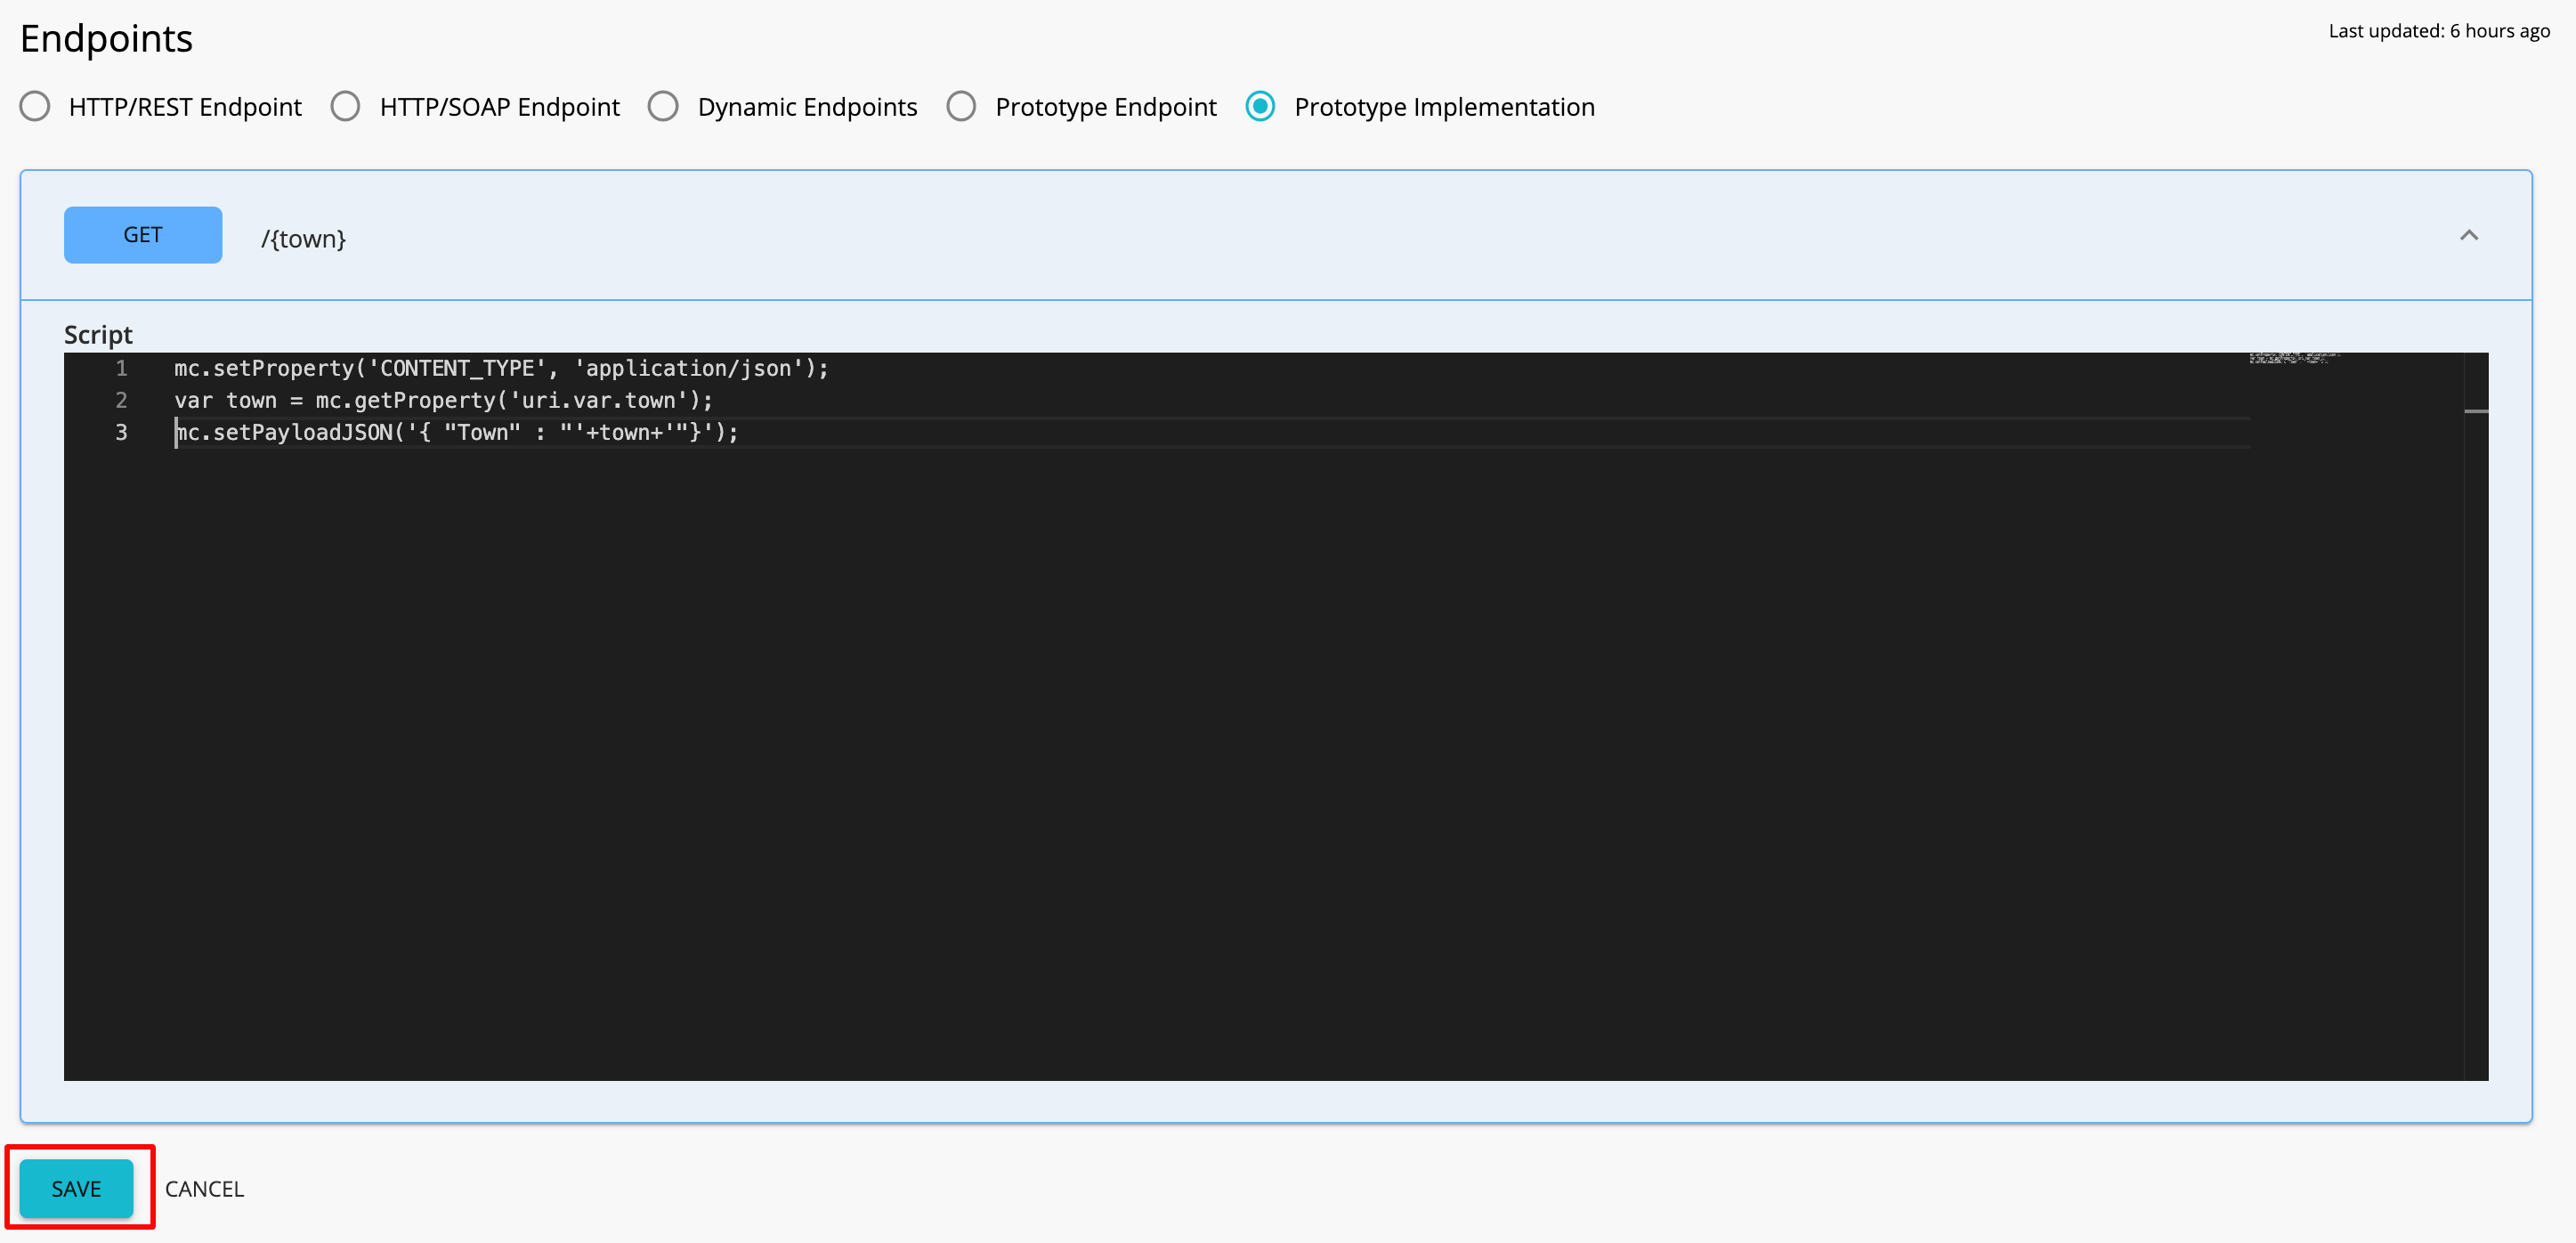 Endpoints
Last updated: 6 hours ago
HTTP/REST Endpoint HTTP/SOAP Endpoint Dynamic Endpoints Prototype Endpoint Prototype Implementation
GET /{town}
Script
1 mc.setProperty('CONTENT_TYPE', 'application/json');
2 var town = mc.getProperty('uri.var.town');
3 mc.setPayloadJSON('{ "Town" : "'+town+'"}');
SAVE CANCEL